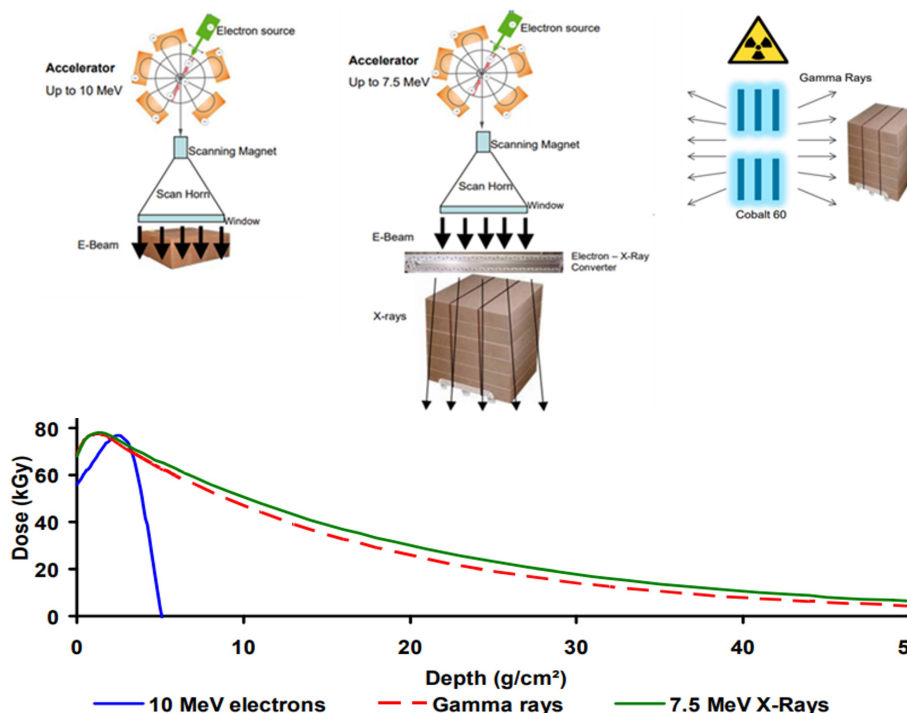 Electron source
Accelerator
Up to 10 MeV
Scanning Magnet
Scan Horn
Window
E-Beam
Electron source
Accelerator
Up to 7.5 MeV
Scanning Magnet
Scan Horn
Window
E-Beam
Electron – X-Ray
Converter
X-rays
Gamma Rays
Cobalt 60
80
60
40
20
0
Dose (kGy)
0 10 20 30 40 5
Depth (g/cm²)
10 MeV electrons Gamma rays 7.5 MeV X-Rays